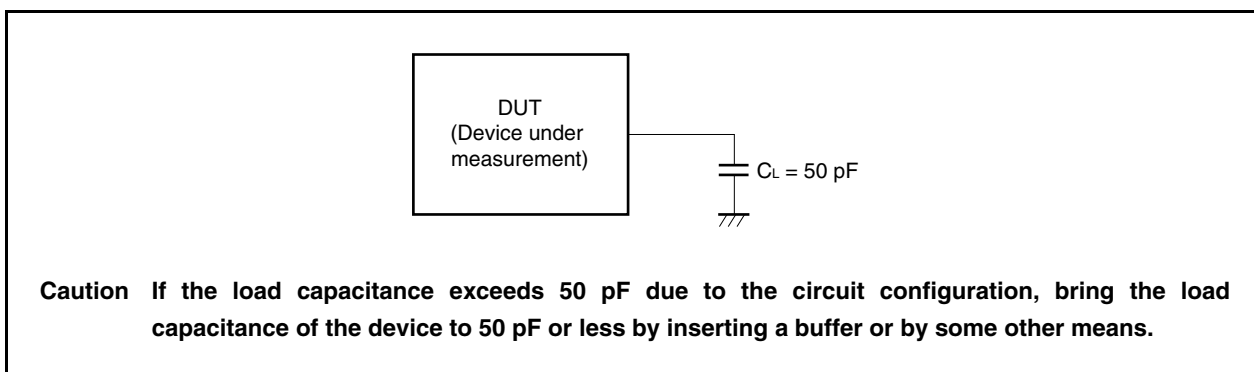 DUT
(Device under
measurement)
CL = 50 pF
Caution If the load capacitance exceeds 50 pF due to the circuit configuration, bring the load
capacitance of the device to 50 pF or less by inserting a buffer or by some other means.